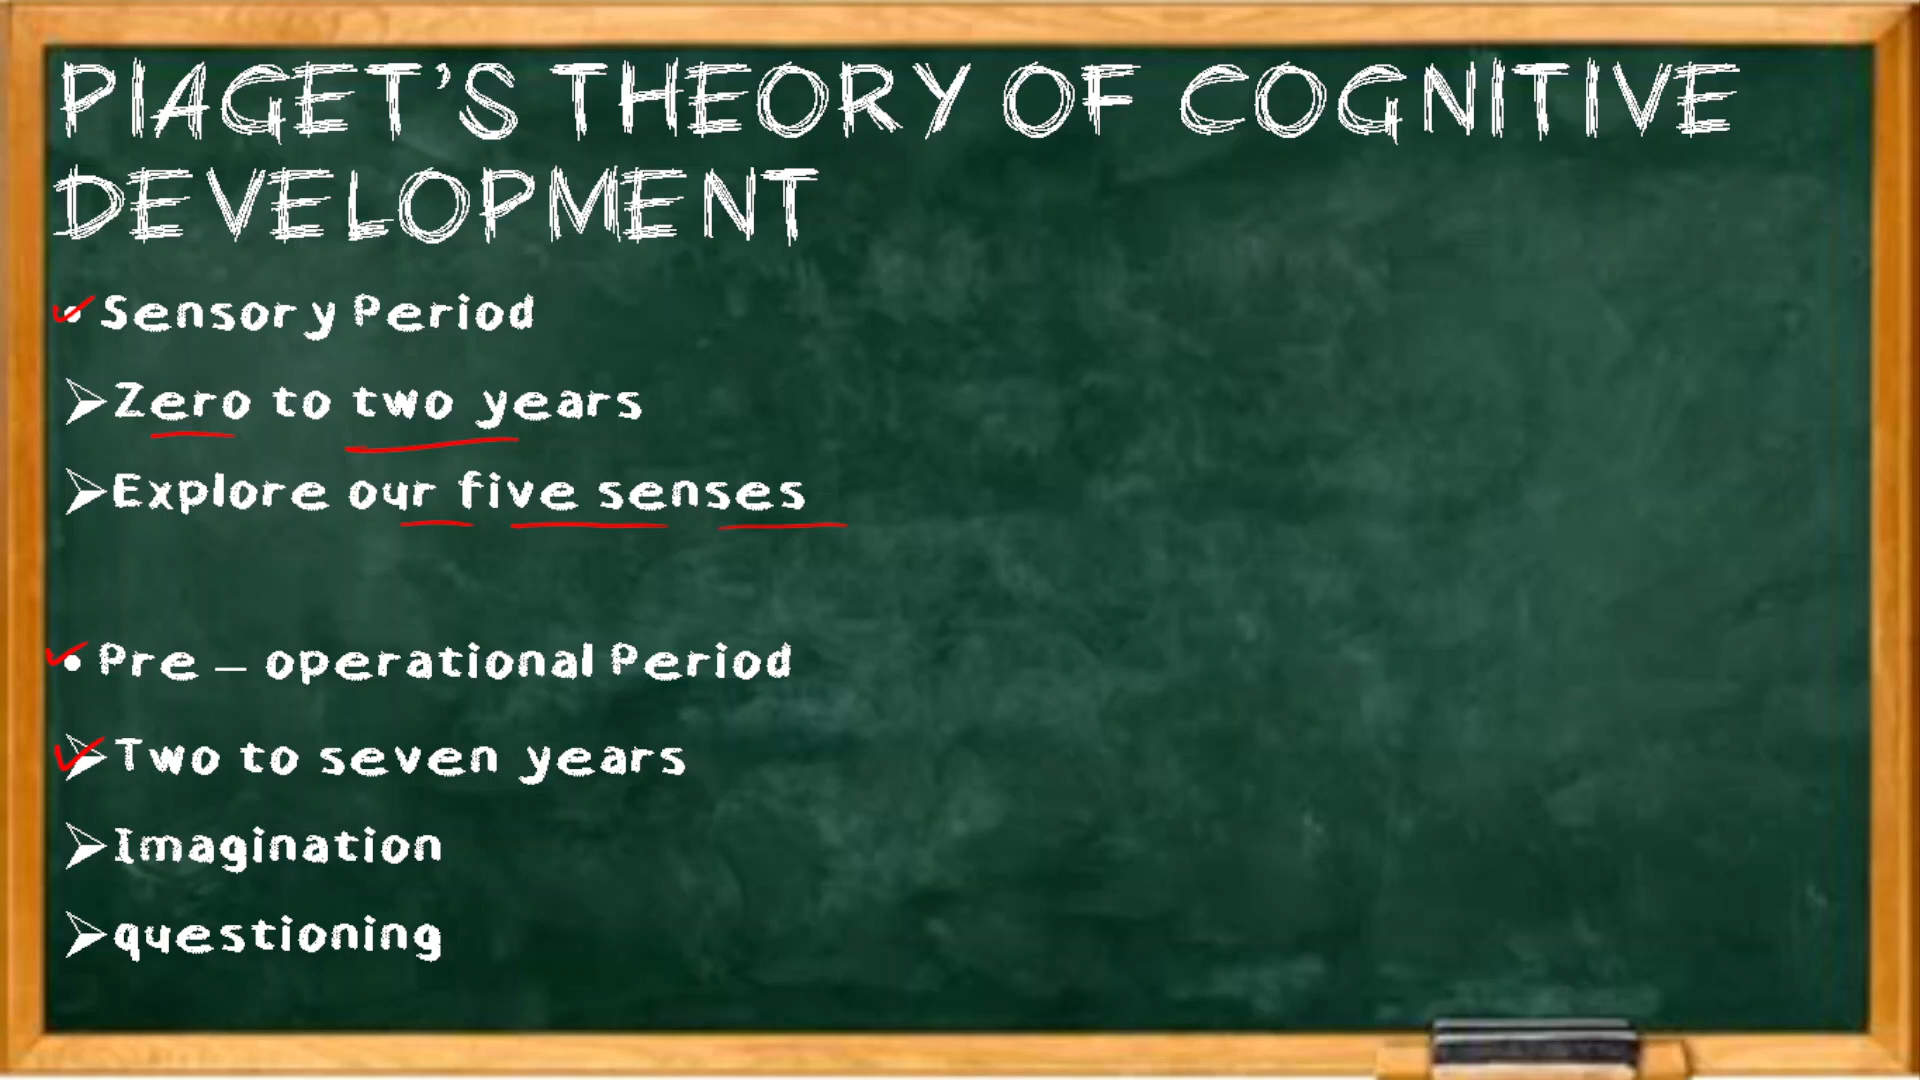 PIAGET'S THEORY OF COGNITIVE
DEVELOPMENT
• Sensory Period
➢Zero to two years
➢Explore our five senses
• Pre – operational Period
➢Two to seven years
➢Imagination
➢questioning